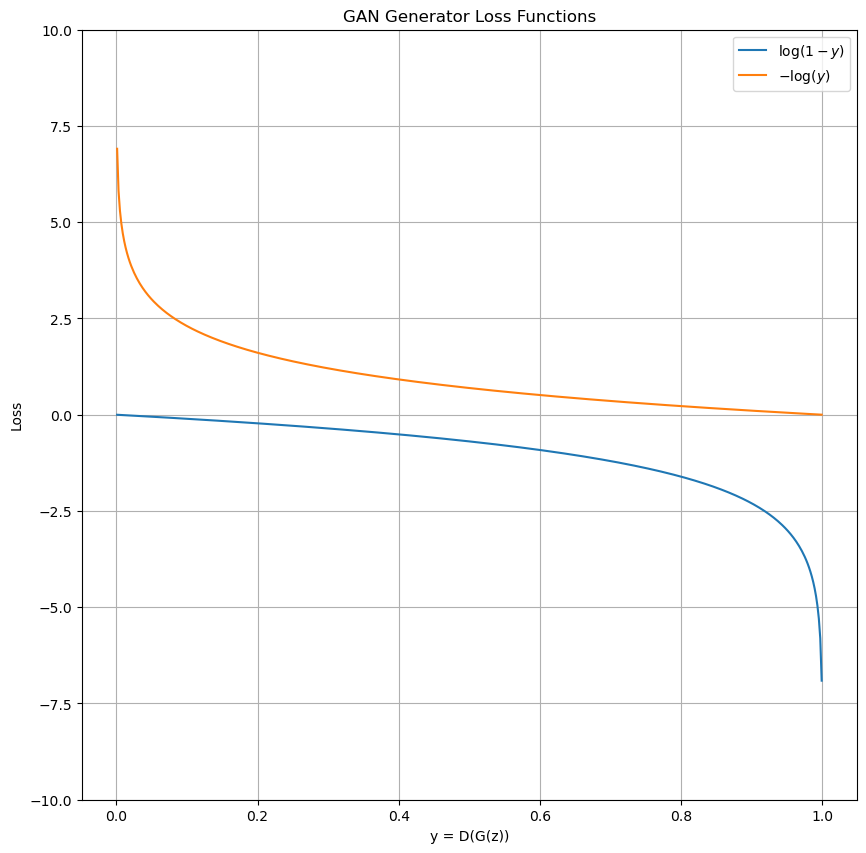 GAN Generator Loss Functions
log(1 − y)
−log(y)
10.0
7.5
5.0
2.5
0.0
−2.5
−5.0
−7.5
−10.0
Loss
0.0 0.2 0.4 0.6 0.8 1.0
y = D(G(z))